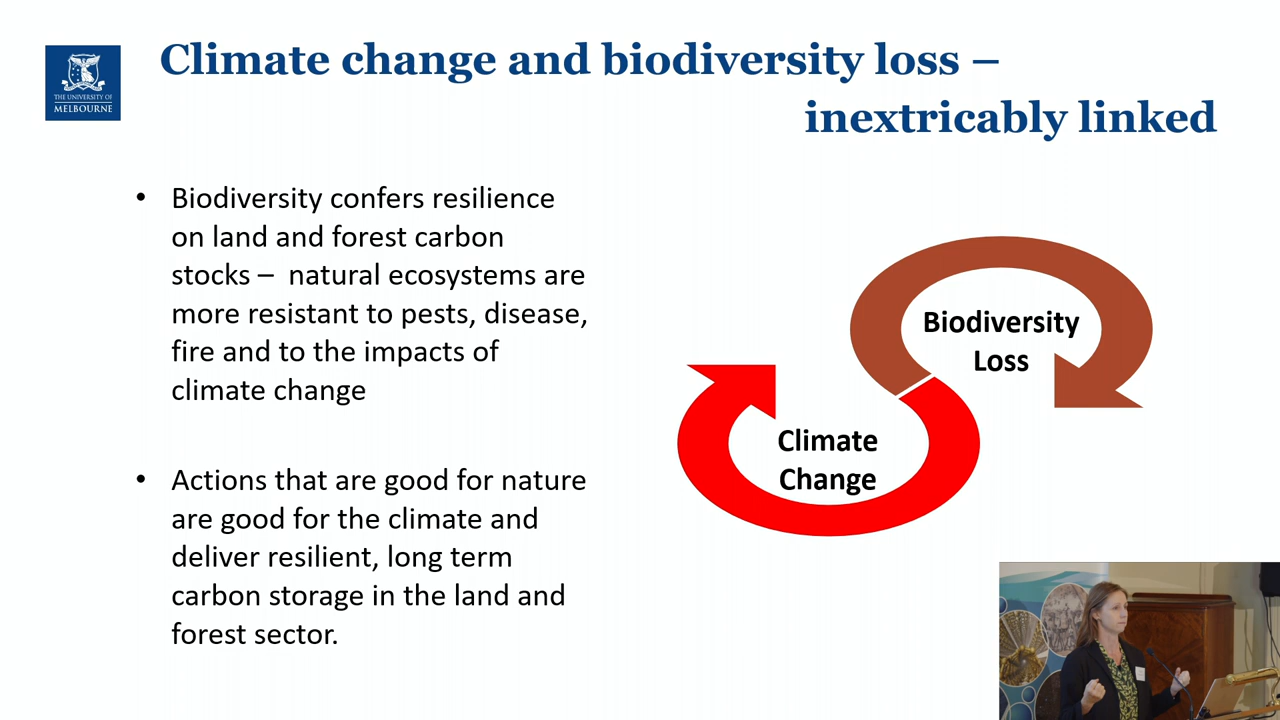 THE UNIVERSITY OF
MELBOURNE
Climate change and biodiversity loss –
inextricably linked
• Biodiversity confers resilience
on land and forest carbon
stocks – natural ecosystems are
more resistant to pests, disease,
fire and to the impacts of
climate change
• Actions that are good for nature
are good for the climate and
deliver resilient, long term
carbon storage in the land and
forest sector.
Biodiversity
Loss
Climate
Change